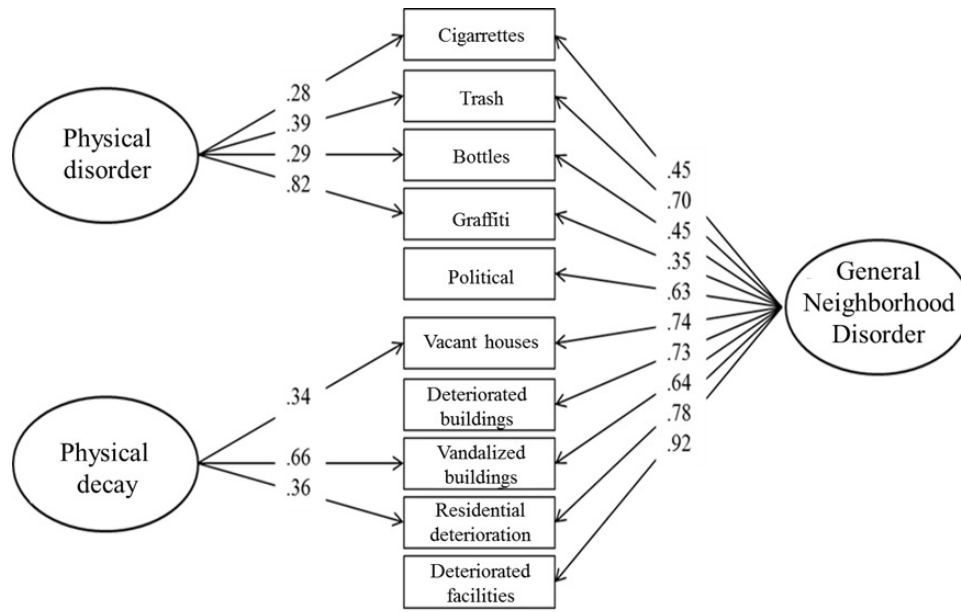 Physical
disorder
.28
.39
.29
.82
Cigarrettes
Trash
Bottles
Graffiti
Political
Vacant houses
Deteriorated
buildings
Vandalized
buildings
Residential
deterioration
Deteriorated
facilities
Physical
decay
.34
.66
.36
.45
.70
.45
.35
.63
.74
.73
.64
.78
.92
General
Neighborhood
Disorder